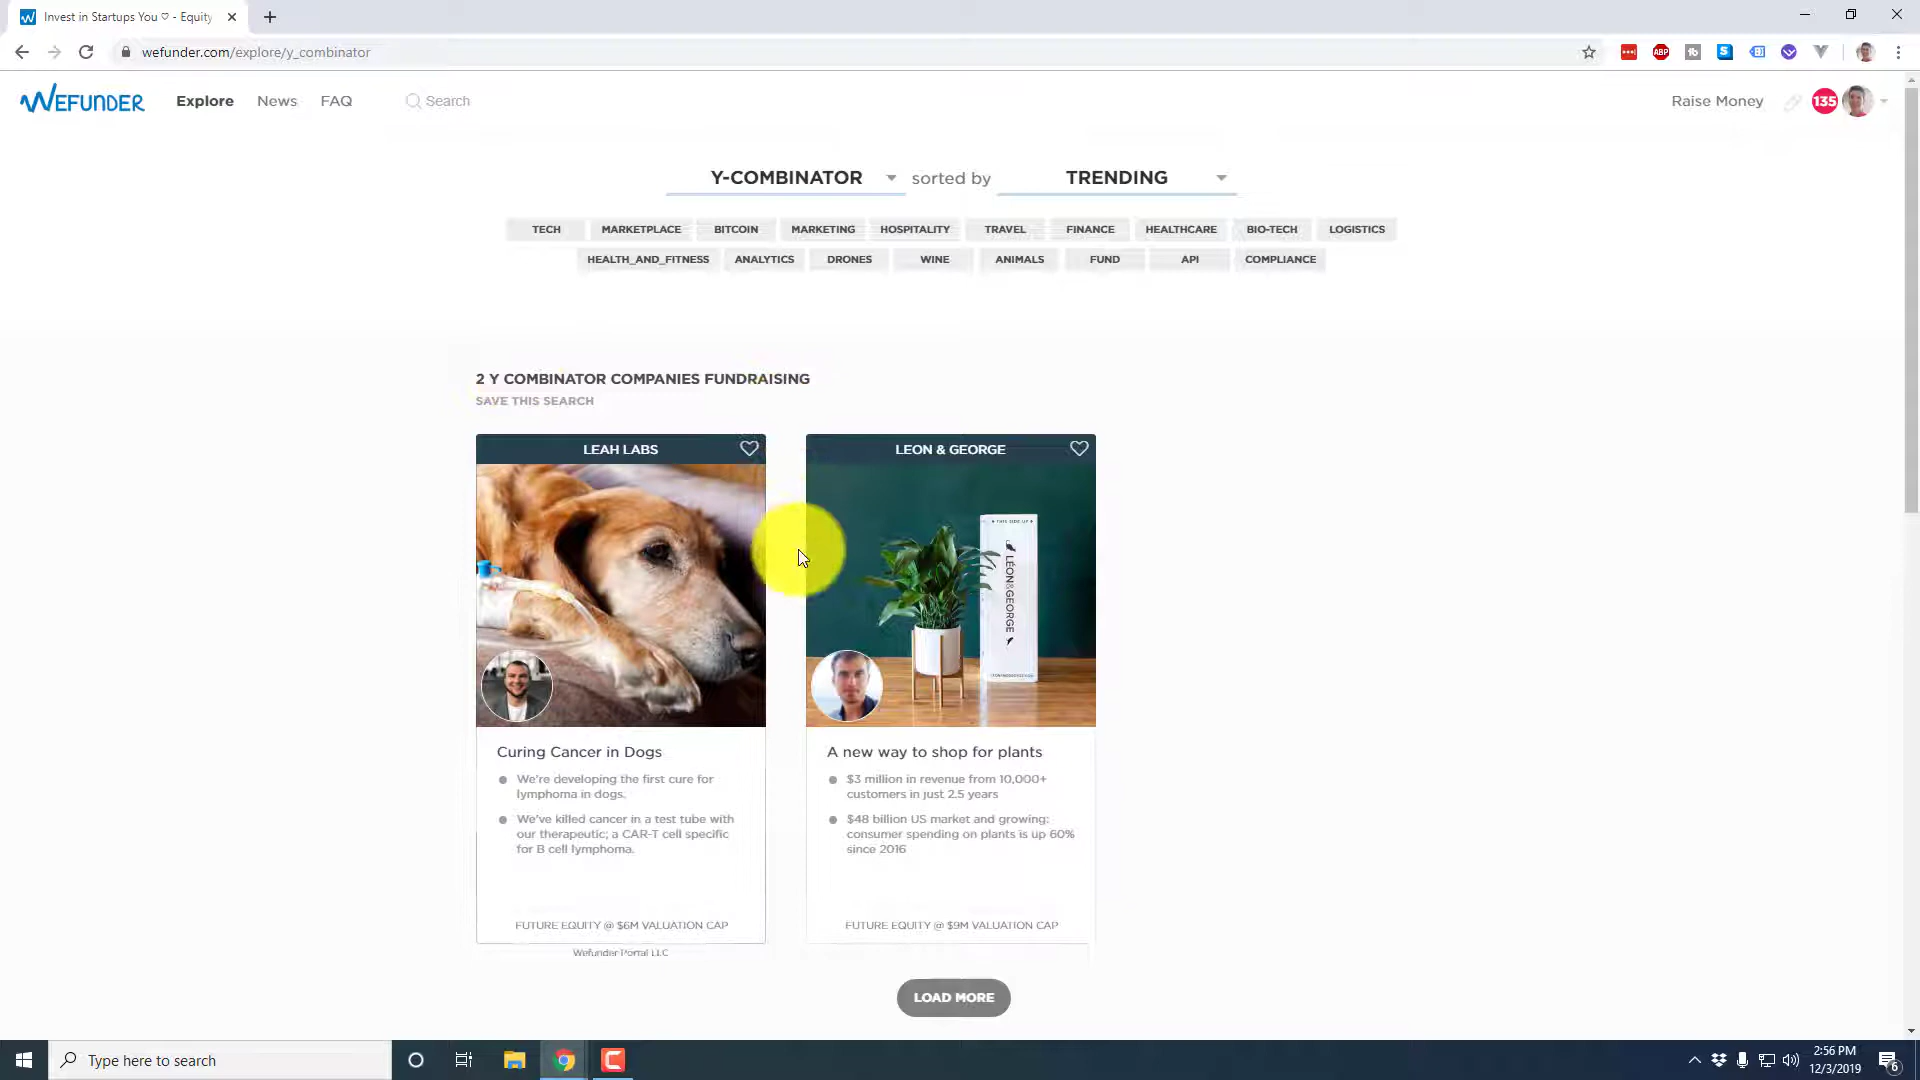 Invest in Startups You ♡ - Equity
wefunder.com/explore/y_combinator
WEFUNDER Explore News FAQ Search Raise Money 135
Y-COMBINATOR sorted by TRENDING
TECH MARKETPLACE BITCOIN MARKETING HOSPITALITY TRAVEL FINANCE HEALTHCARE BIO-TECH LOGISTICS
HEALTH_AND_FITNESS ANALYTICS DRONES WINE ANIMALS FUND API COMPLIANCE
2 Y COMBINATOR COMPANIES FUNDRAISING
SAVE THIS SEARCH
LEAH LABS
Curing Cancer in Dogs
We're developing the first cure for
lymphoma in dogs.
We've killed cancer in a test tube with
our therapeutic; a CAR-T cell specific
for B cell lymphoma.
FUTURE EQUITY @ $6M VALUATION CAP
Wefunder Portal LLC
LEON & GEORGE
THIS SIDE UP
LÉON&GEORGE
A new way to shop for plants
$3 million in revenue from 10,000+
customers in just 2.5 years
$48 billion US market and growing:
consumer spending on plants is up 60%
since 2016
FUTURE EQUITY @ $9M VALUATION CAP
LOAD MORE
Type here to search
2:56 PM
12/3/2019
6